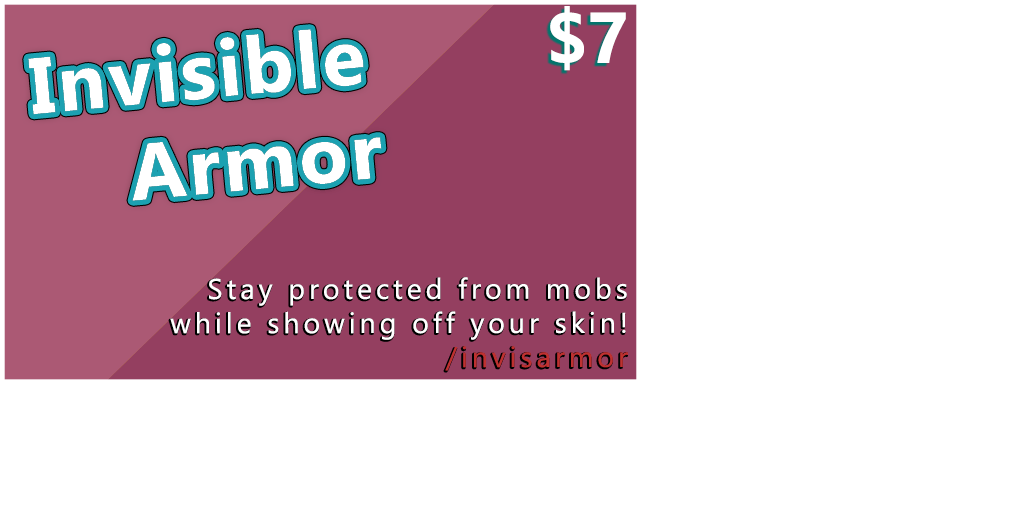 Invisible
Armor
$7
Stay protected from mobs
while showing off your skin!
/invisarmor